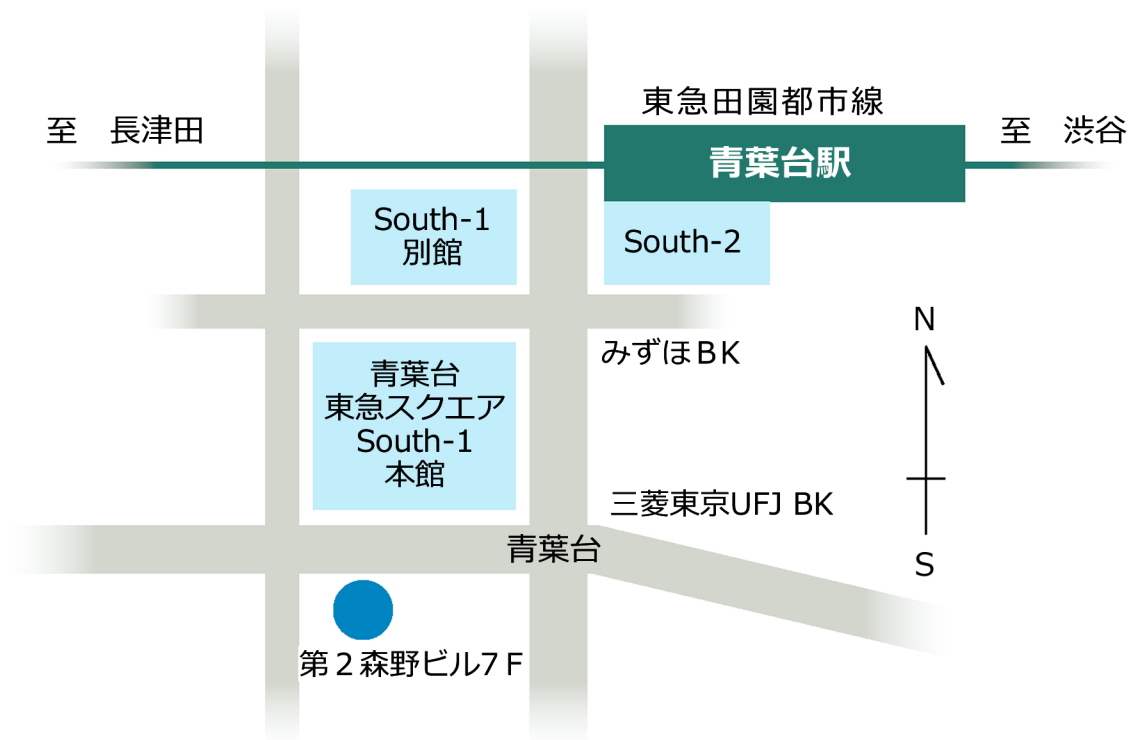 東急田園都市線
至　長津田
青葉台駅
至　渋谷
South-1
別館
South-2
N
みずほＢＫ
青葉台
東急スクエア
South-1
本館
三菱東京UFJ BK
青葉台
S
第２森野ビル7Ｆ